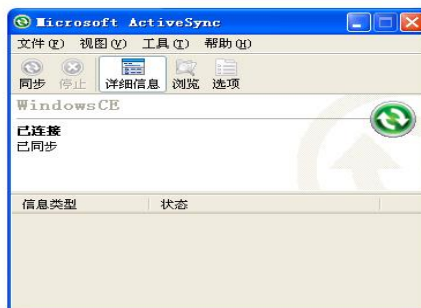 Microsoft ActiveSync
文件(F) 视图(V) 工具(T) 帮助(H)
同步 停止 详细信息 浏览 选项
WindowsCE
已连接
已同步
信息类型 状态